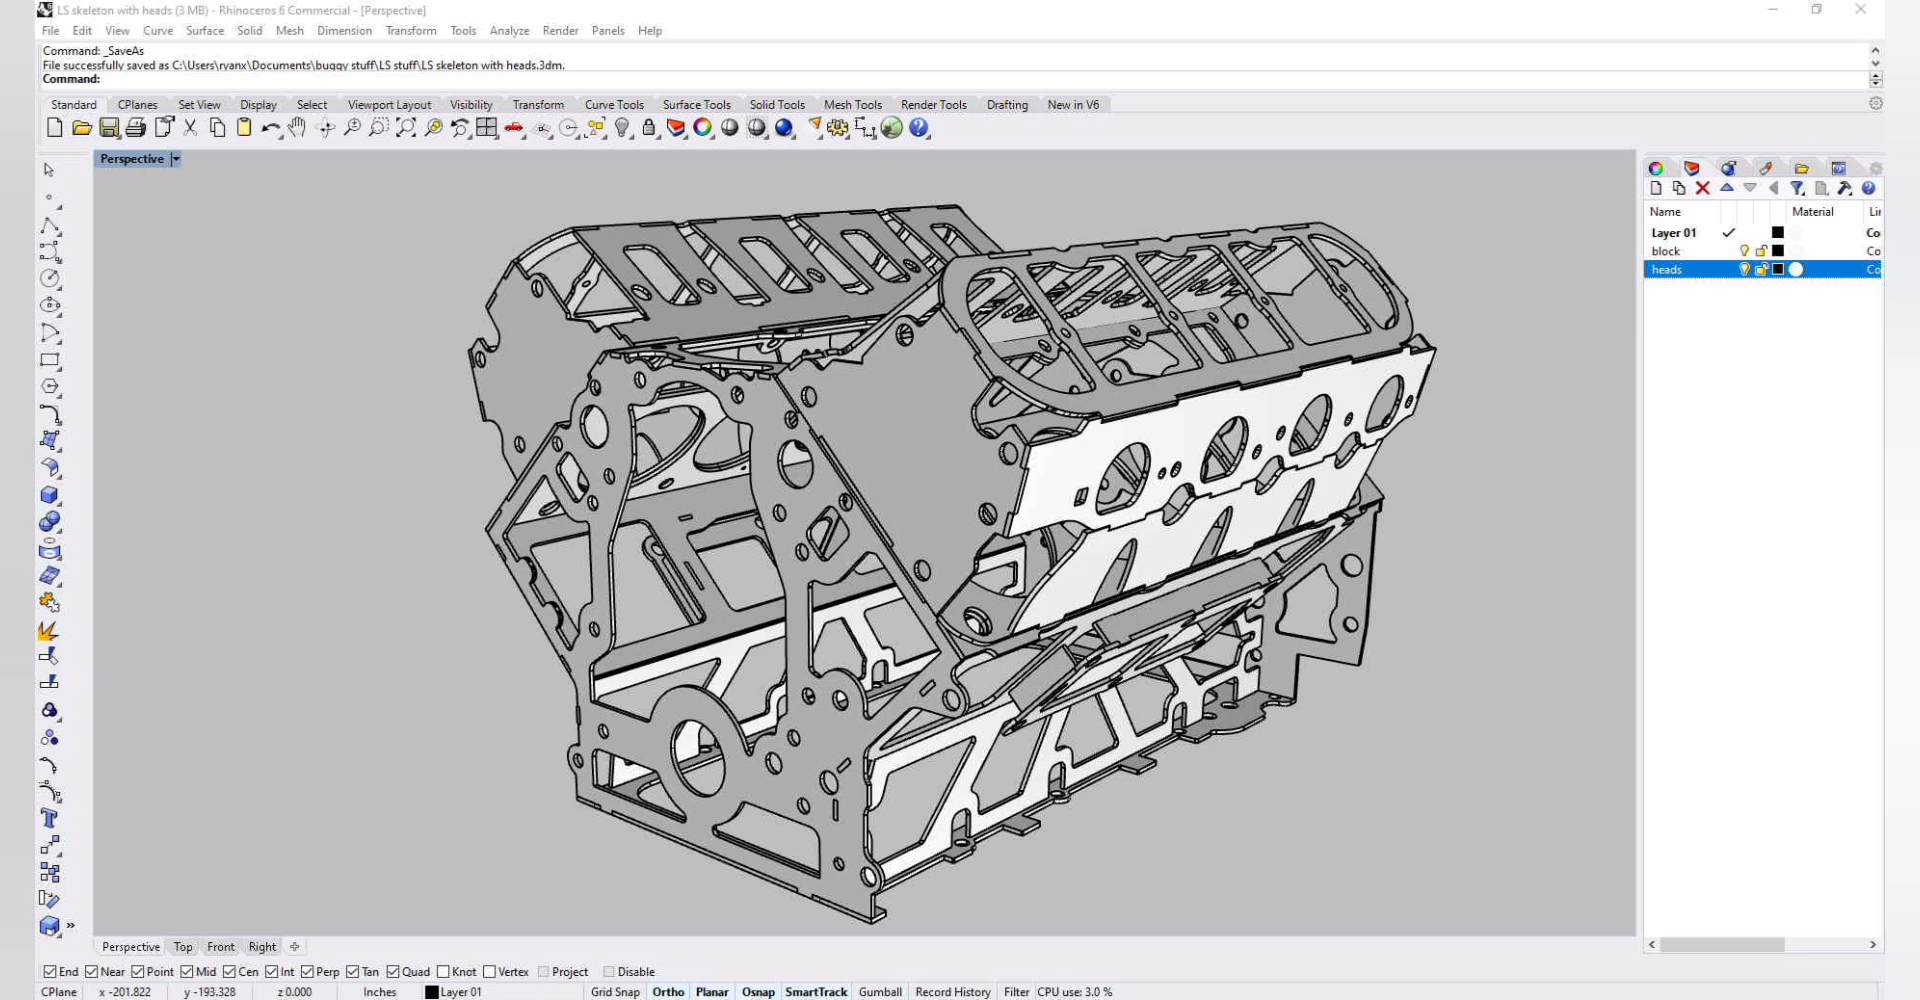 LS skeleton with heads (3 MB) - Rhinoceros 6 Commercial - [Perspective]
File Edit View Curve Surface Solid Mesh Dimension Transform Tools Analyze Render Panels Help
Command: _SaveAs
File successfully saved as C:\Users\ryanx\Documents\buggy stuff\LS stuff\LS skeleton with heads.3dm.
Command:
Standard CPlanes Set View Display Select Viewport Layout Visibility Transform Curve Tools Surface Tools Solid Tools Mesh Tools Render Tools Drafting New in V6
Perspective
Name Material Lin
Layer 01 Co
block Co
heads Co
Perspective Top Front Right
End Near Point Mid Cen Int Perp Tan Quad Knot Vertex Project Disable
CPlane x -201.822 y -193.328 z 0.000 Inches Layer 01 Grid Snap Ortho Planar Osnap SmartTrack Gumball Record History Filter CPU use: 3.0 %